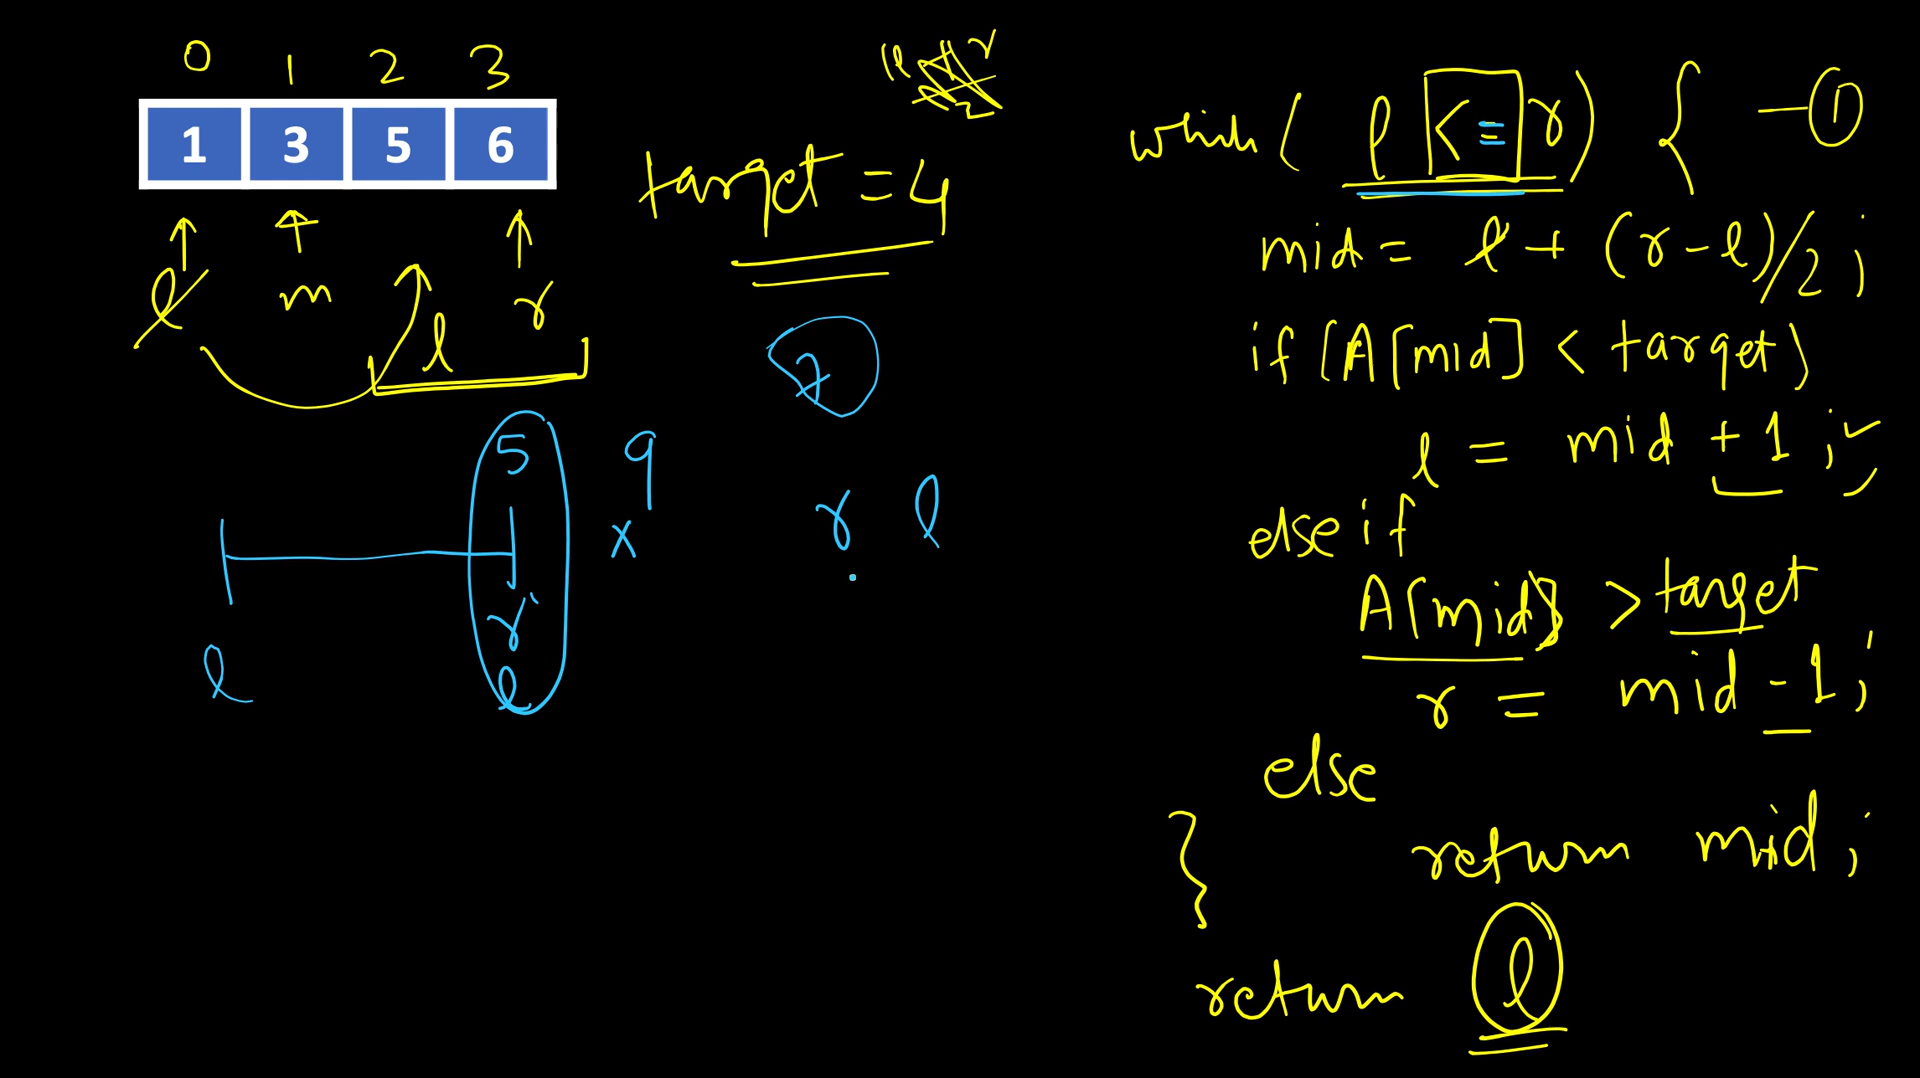 0 1 2 3
1 3 5 6
l m r
l
target = 4
7
5 9
x
r l
r
l l
while ( l <= r ) { — 1
mid = l + (r - l)/2 ;
if [A[mid] < target)
l = mid + 1 ;
else if
A[mid] > target
r = mid - 1 ;
else
return mid ;
}
return l